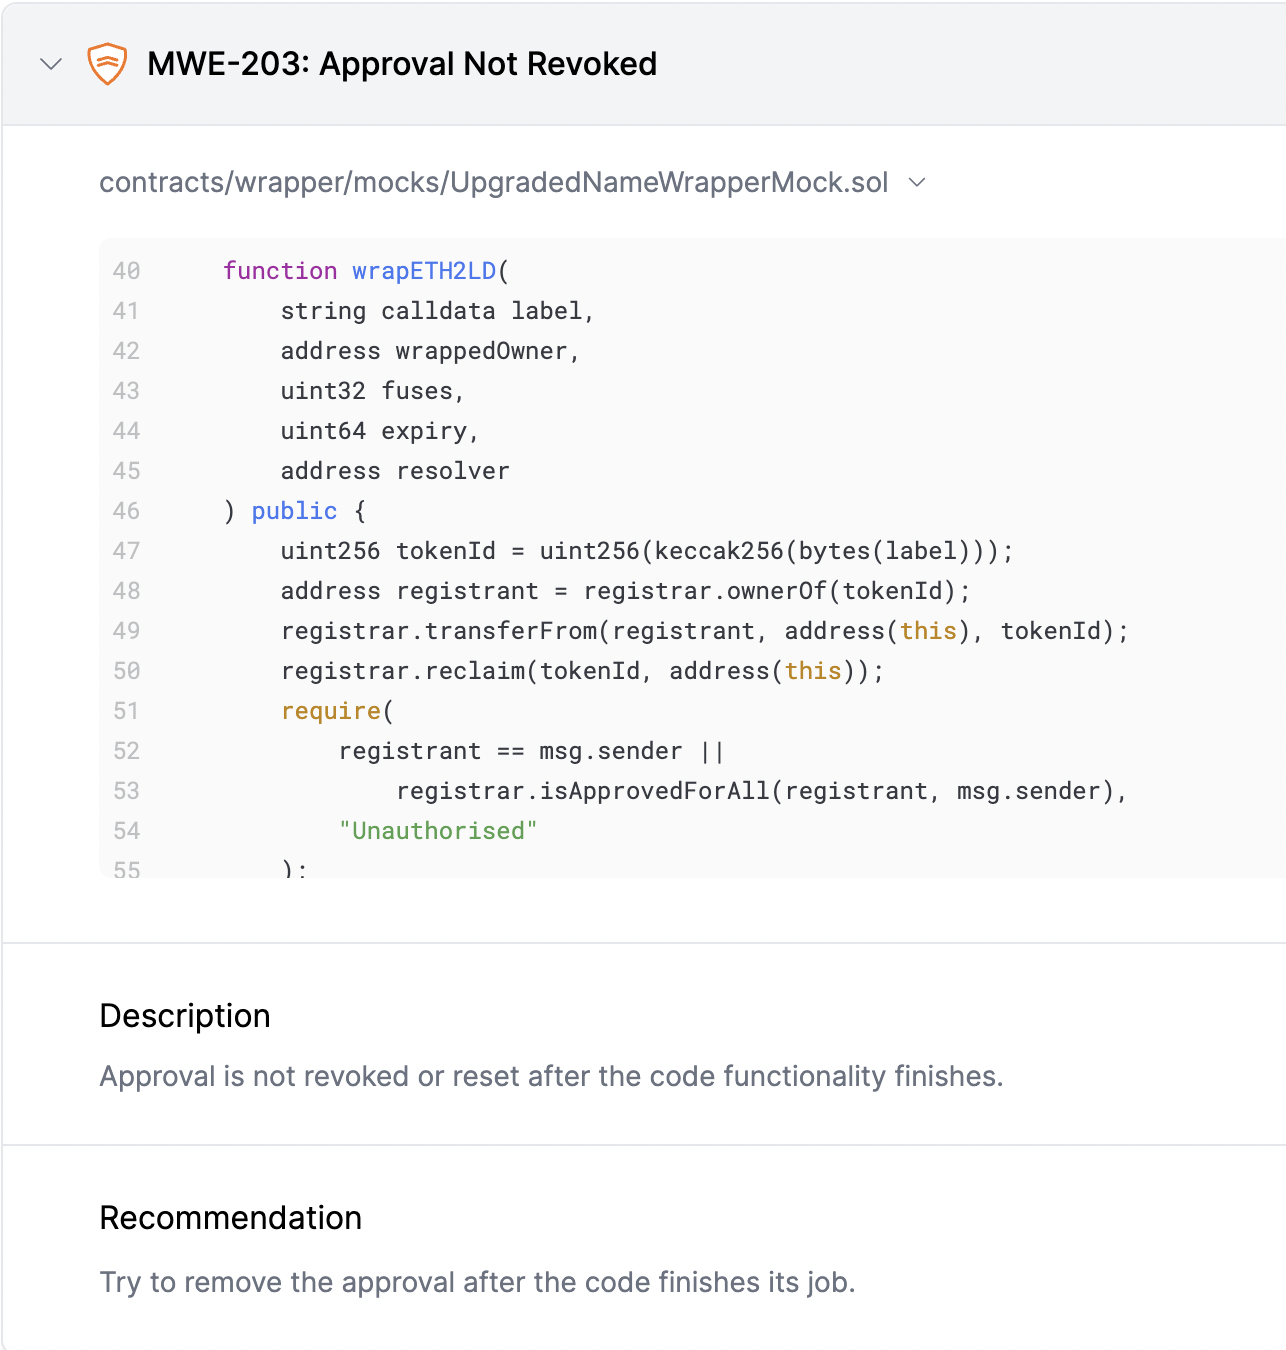 MWE-203: Approval Not Revoked
contracts/wrapper/mocks/UpgradedNameWrapperMock.sol
40 function wrapETH2LD(
41 string calldata label,
42 address wrappedOwner,
43 uint32 fuses,
44 uint64 expiry,
45 address resolver
46 ) public {
47 uint256 tokenId = uint256(keccak256(bytes(label)));
48 address registrant = registrar.ownerOf(tokenId);
49 registrar.transferFrom(registrant, address(this), tokenId);
50 registrar.reclaim(tokenId, address(this));
51 require(
52 registrant == msg.sender ||
53 registrar.isApprovedForAll(registrant, msg.sender),
54 "Unauthorised"
55 );
Description
Approval is not revoked or reset after the code functionality finishes.
Recommendation
Try to remove the approval after the code finishes its job.